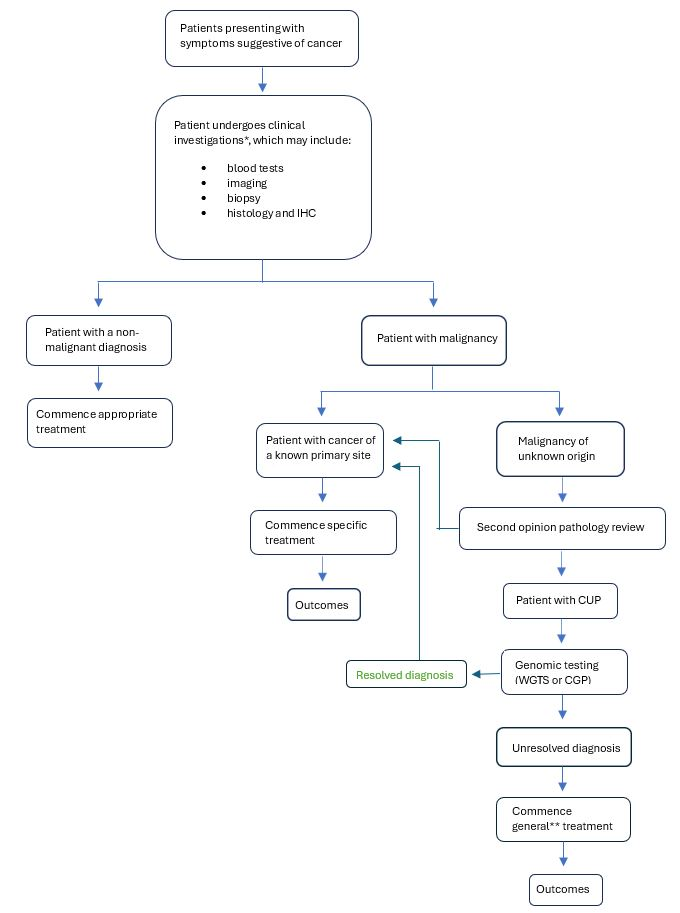 Patients presenting with
symptoms suggestive of cancer
Patient undergoes clinical
investigations*, which may include:
• blood tests
• imaging
• biopsy
• histology and IHC
Patient with a non-
malignant diagnosis
Patient with malignancy
Commence appropriate
treatment
Patient with cancer of
a known primary site
Malignancy of
unknown origin
Commence specific
treatment
Second opinion pathology review
Outcomes
Patient with CUP
Resolved diagnosis
Genomic testing
(WGTS or CGP)
Unresolved diagnosis
Commence
general** treatment
Outcomes